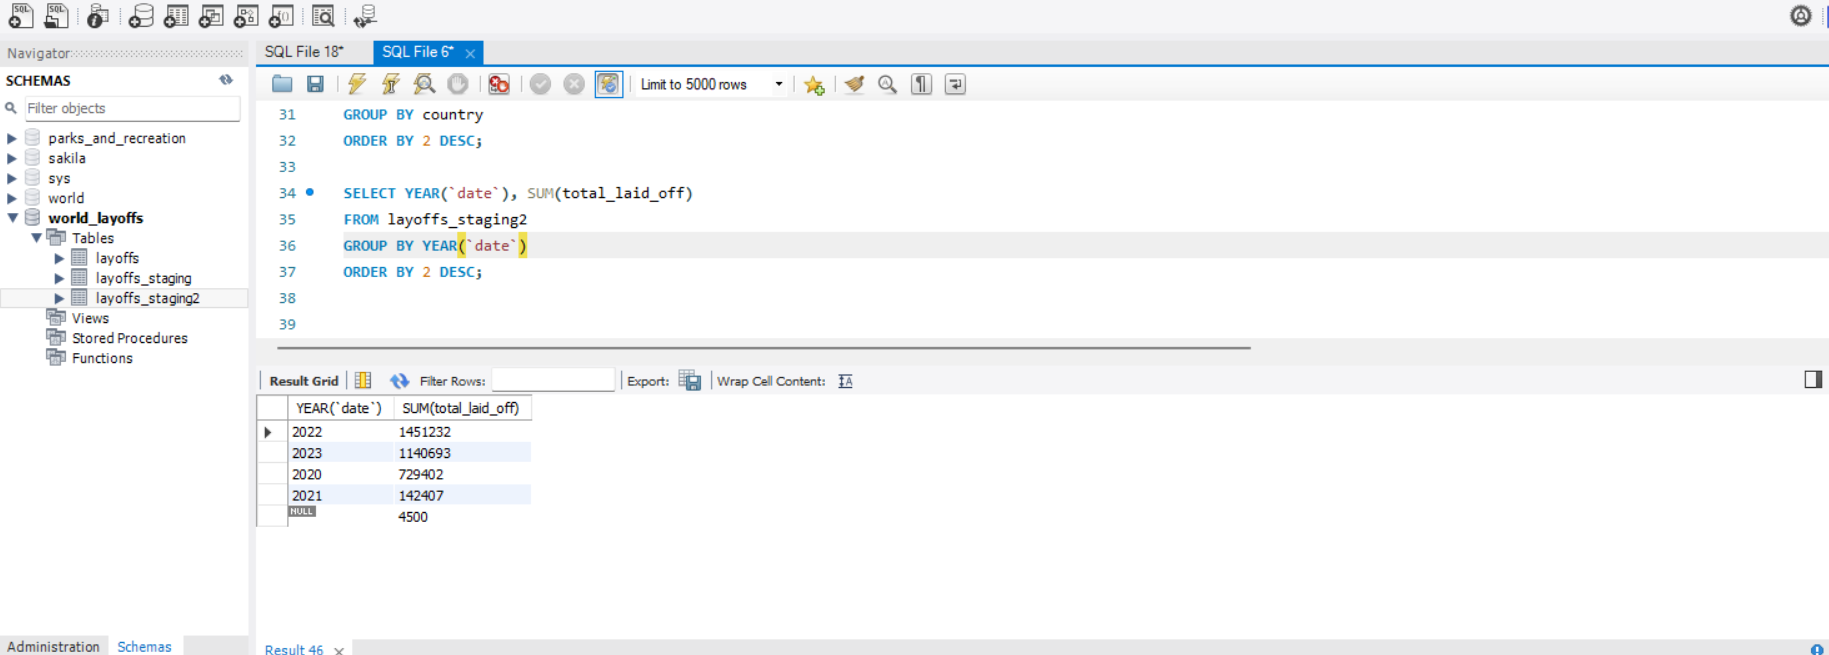 SQL SQL
Navigator
SCHEMAS
Filter objects
parks_and_recreation
sakila
sys
world
world_layoffs
Tables
layoffs
layoffs_staging
layoffs_staging2
Views
Stored Procedures
Functions
Administration Schemas
SQL File 18* SQL File 6*
Limit to 5000 rows
31 GROUP BY country
32 ORDER BY 2 DESC;
33
34 SELECT YEAR(`date`), SUM(total_laid_off)
35 FROM layoffs_staging2
36 GROUP BY YEAR(`date`)
37 ORDER BY 2 DESC;
38
39
Result Grid Filter Rows: Export: Wrap Cell Content:
YEAR(`date`) SUM(total_laid_off)
2022 1451232
2023 1140693
2020 729402
2021 142407
NULL 4500
Result 46